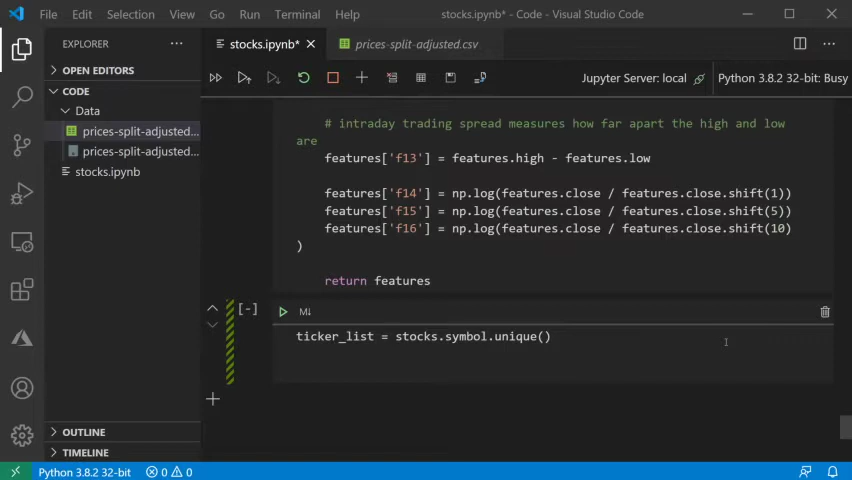 File Edit Selection View Go Run Terminal Help stocks.ipynb* - Code - Visual Studio Code
EXPLORER
stocks.ipynb*
prices-split-adjusted.csv
OPEN EDITORS
Jupyter Server: local Python 3.8.2 32-bit: Busy
CODE
Data
prices-split-adjusted...
prices-split-adjusted...
stocks.ipynb
# intraday trading spread measures how far apart the high and low
are
features['f13'] = features.high - features.low
features['f14'] = np.log(features.close / features.close.shift(1))
features['f15'] = np.log(features.close / features.close.shift(5))
features['f16'] = np.log(features.close / features.close.shift(10)
)
return features
[-]
M↓
ticker_list = stocks.symbol.unique()
OUTLINE
TIMELINE
Python 3.8.2 32-bit 0 0